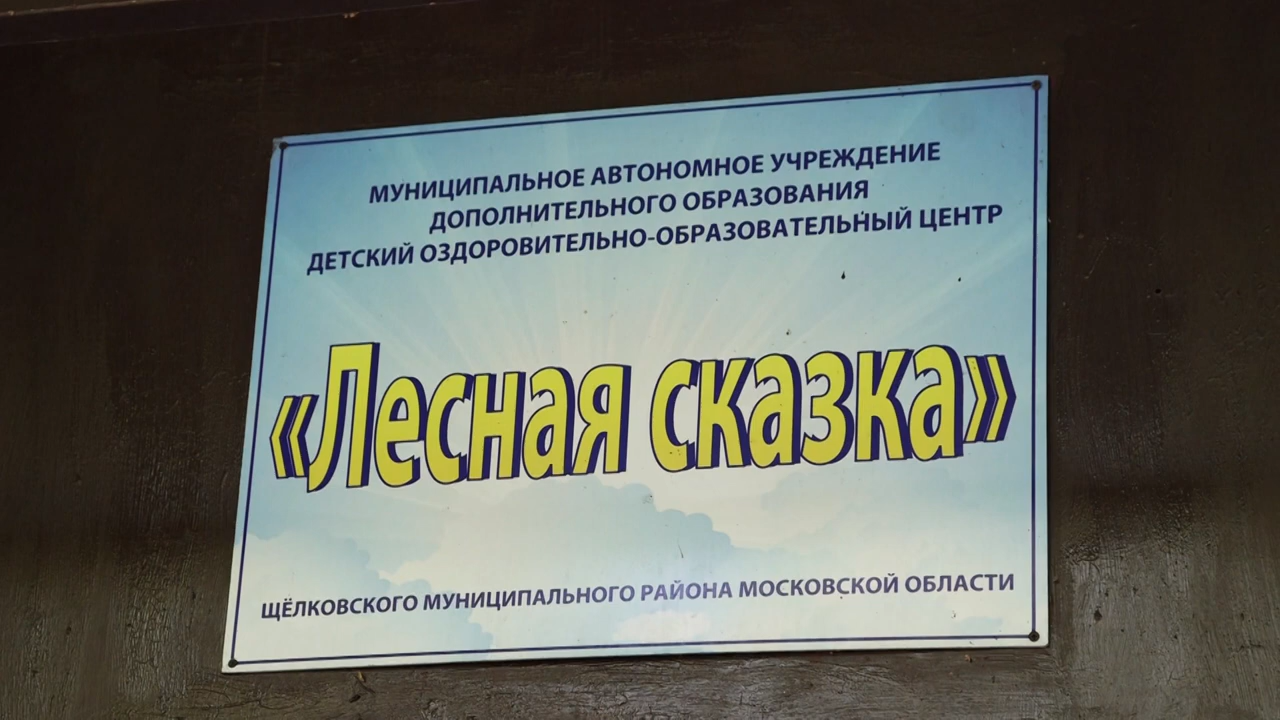 МУНИЦИПАЛЬНОЕ АВТОНОМНОЕ УЧРЕЖДЕНИЕ
ДОПОЛНИТЕЛЬНОГО ОБРАЗОВАНИЯ
ДЕТСКИЙ ОЗДОРОВИТЕЛЬНО-ОБРАЗОВАТЕЛЬНЫЙ ЦЕНТР
«Лесная сказка»
ЩЁЛКОВСКОГО МУНИЦИПАЛЬНОГО РАЙОНА МОСКОВСКОЙ ОБЛАСТИ